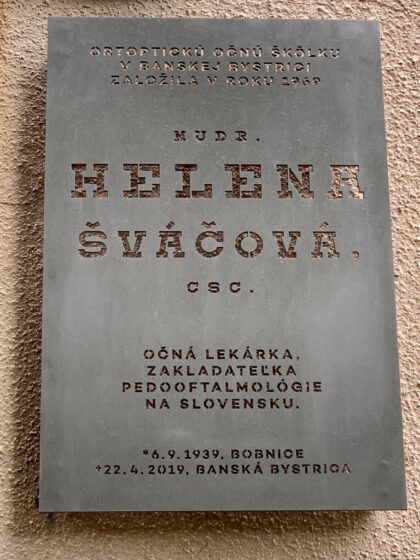 ORTOPTICKÚ OČNÚ ŠKÔLKU
V BANSKEJ BYSTRICI
ZALOŽILA V ROKU 1969
MUDR.
HELENA
ŠVÁČOVÁ,
CSC.
OČNÁ LEKÁRKA,
ZAKLADATEĽKA
PEDOOFTALMOLÓGIE
NA SLOVENSKU.
*6.9.1939, BOBNICE
*22.4.2019, BANSKÁ BYSTRICA